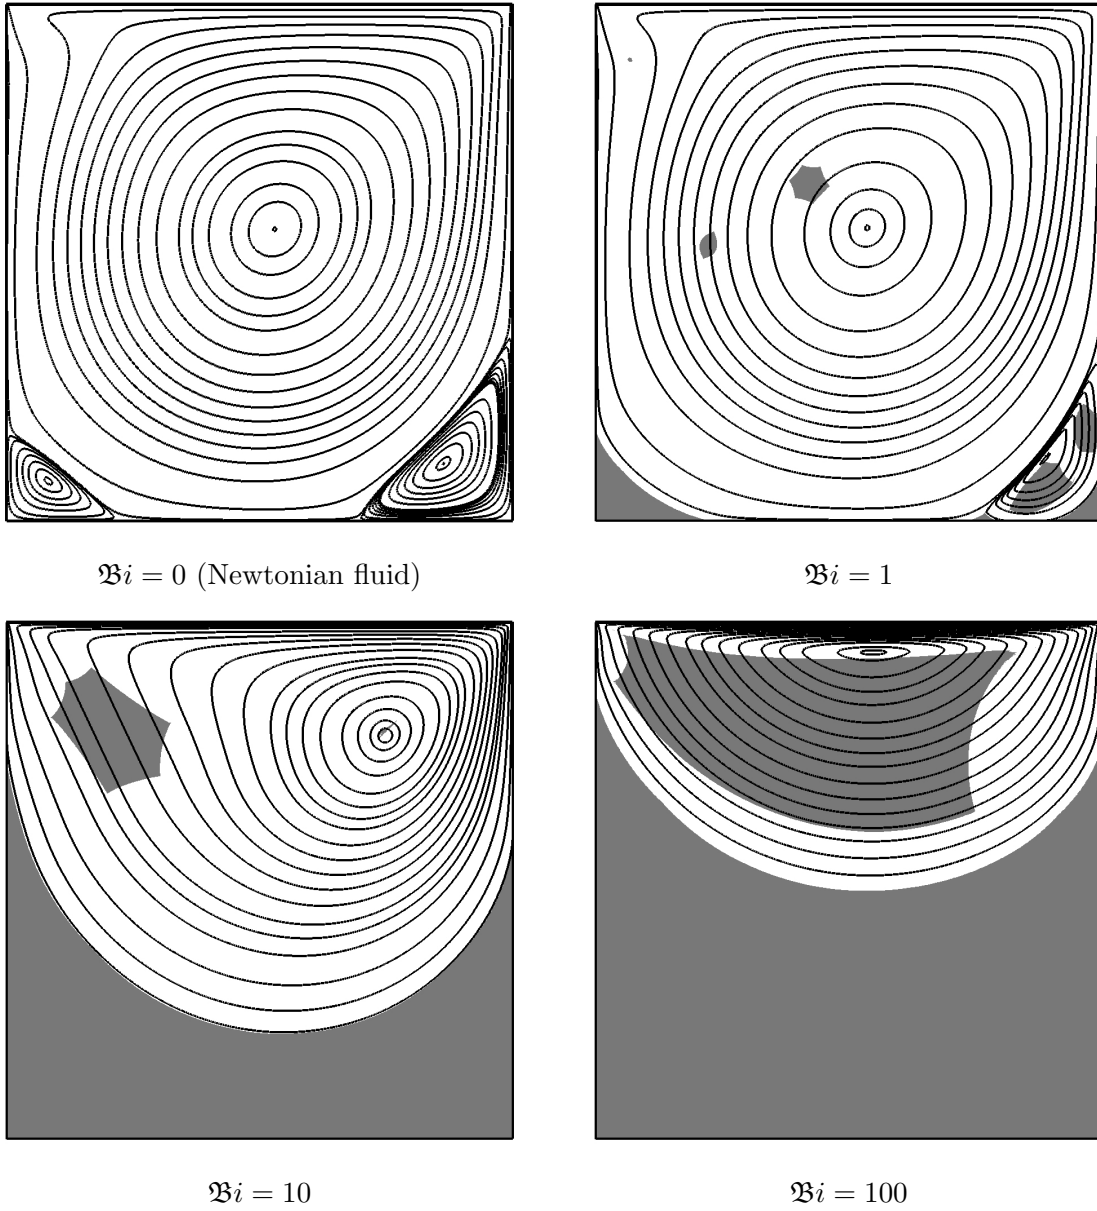 𝔅i = 0 (Newtonian fluid)
𝔅i = 1
𝔅i = 10
𝔅i = 100